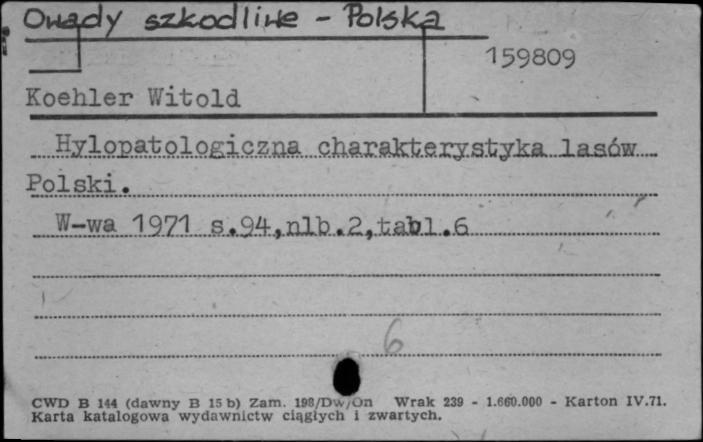 Owady szkodliwe - Polska
159809
Koehler Witold
Hylopatologiczna charakterystyka lasów
Polski.
W-wa 1971 s.94,nlb.2,tabl.6
6
CWD B 144 (dawny B 15 b) Zam. 198/Dw/On Wrak 239 - 1.660.000 - Karton IV.71.
Karta katalogowa wydawnictw ciągłych i zwartych.